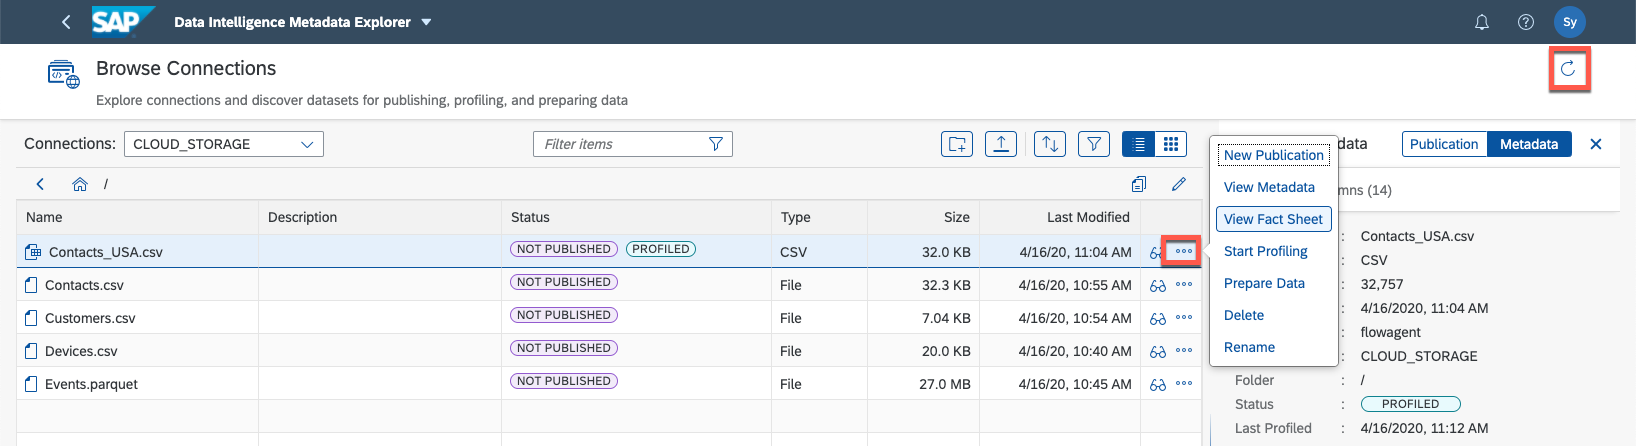 SAP Data Intelligence Metadata Explorer Sy
Browse Connections
Explore connections and discover datasets for publishing, profiling, and preparing data
Connections: CLOUD_STORAGE Filter items
data Publication Metadata
/
mns (14)
Name Description Status Type Size Last Modified
Contacts_USA.csv NOT PUBLISHED PROFILED CSV 32.0 KB 4/16/20, 11:04 AM
Contacts.csv NOT PUBLISHED File 32.3 KB 4/16/20, 10:55 AM
Customers.csv NOT PUBLISHED File 7.04 KB 4/16/20, 10:54 AM
Devices.csv NOT PUBLISHED File 20.0 KB 4/16/20, 10:40 AM
Events.parquet NOT PUBLISHED File 27.0 MB 4/16/20, 10:45 AM
New Publication
View Metadata
View Fact Sheet
Start Profiling
Prepare Data
Delete
Rename
: Contacts_USA.csv
: CSV
: 32,757
: 4/16/2020, 11:04 AM
: flowagent
: CLOUD_STORAGE
Folder : /
Status : PROFILED
Last Profiled : 4/16/2020, 11:12 AM